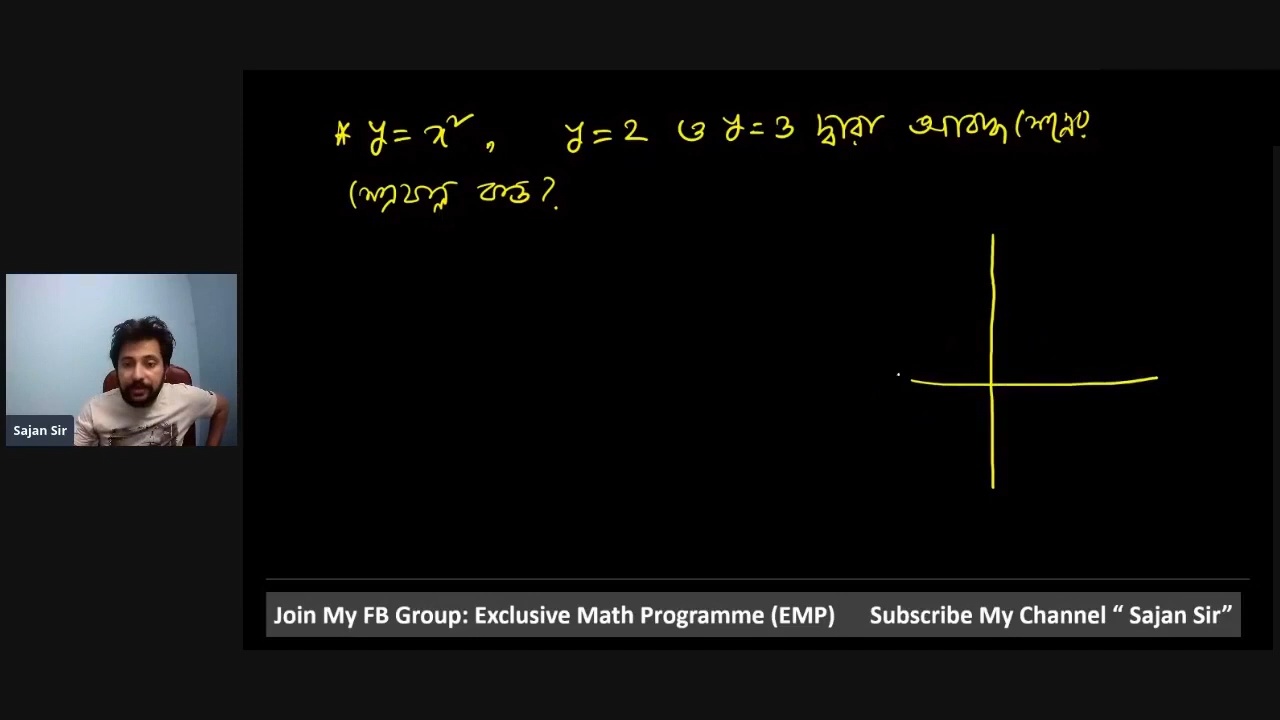 * y = x², y = 2 ও y = 3 দ্বারা আবদ্ধ ক্ষেত্রের
ক্ষেত্রফল কত?
Sajan Sir
Join My FB Group: Exclusive Math Programme (EMP) Subscribe My Channel “ Sajan Sir”